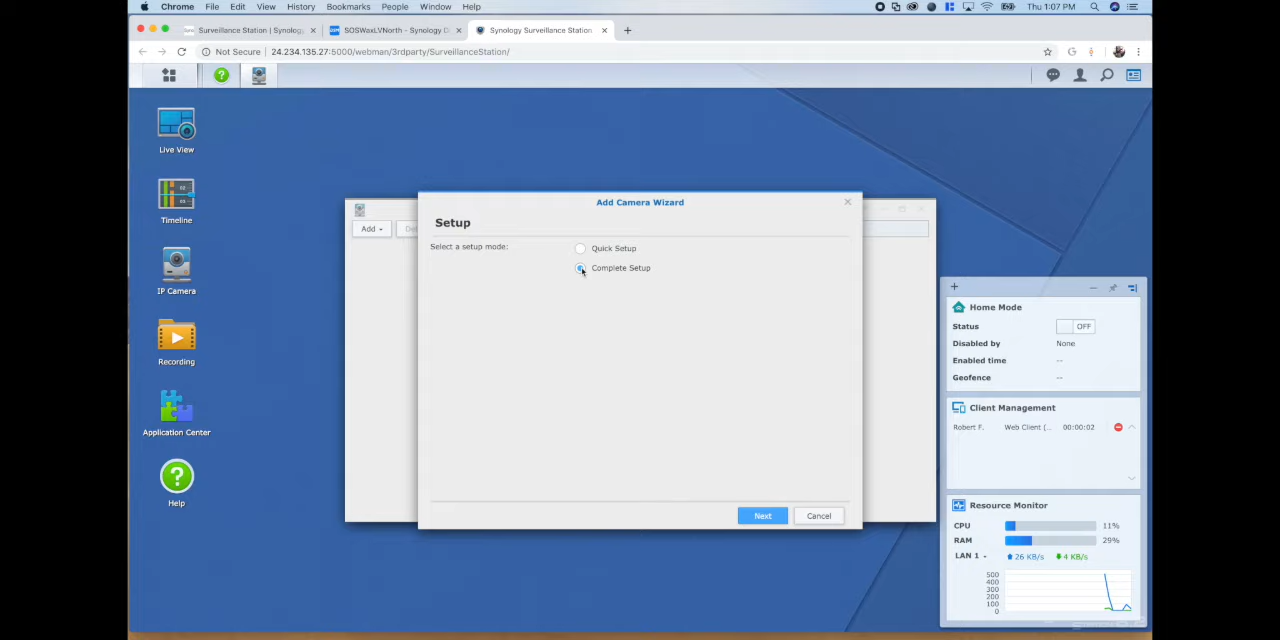 Chrome File Edit View History Bookmarks People Window Help Thu 1:07 PM
Surveillance Station | Synolog SOSWaxLVNorth - Synology D Synology Surveillance Station
Not Secure 24.234.135.27:5000/webman/3rdparty/SurveillanceStation/
Live View
Timeline
IP Camera
Recording
Application Center
Help
Add
Add Camera Wizard
Setup
Select a setup mode:
Quick Setup
Complete Setup
Next Cancel
Home Mode
Status OFF
Disabled by None
Enabled time --
Geofence --
Client Management
Robert F. Web Client (... 00:00:02
Resource Monitor
CPU 11%
RAM 29%
LAN 1 26 KB/s 4 KB/s
500
400
300
200
100
0